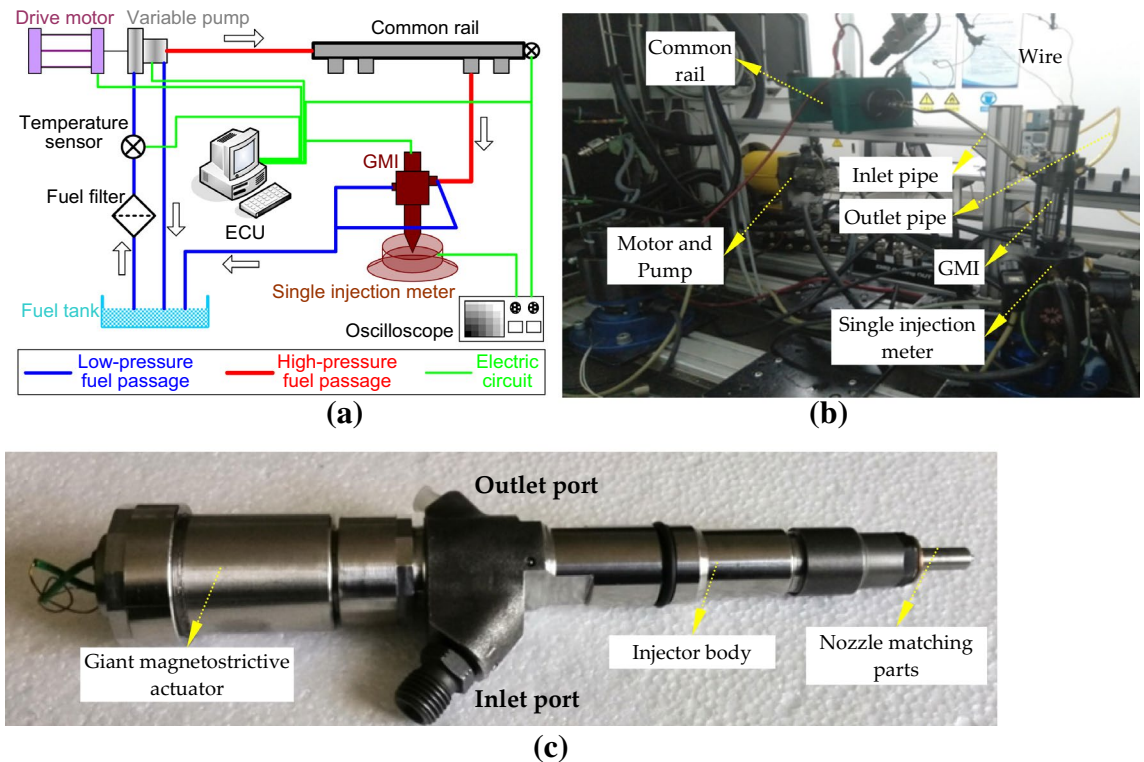 Drive motor
Variable pump
Common rail
Temperature
sensor
GMI
Fuel filter
ECU
Single injection meter
Fuel tank
Oscilloscope
Low-pressure
fuel passage
High-pressure
fuel passage
Electric
circuit
(a)
Common
rail
Wire
Inlet pipe
Outlet pipe
Motor and
Pump
GMI
Single injection
meter
(b)
Outlet port
Giant magnetostrictive
actuator
Injector body
Nozzle matching
parts
Inlet port
(c)